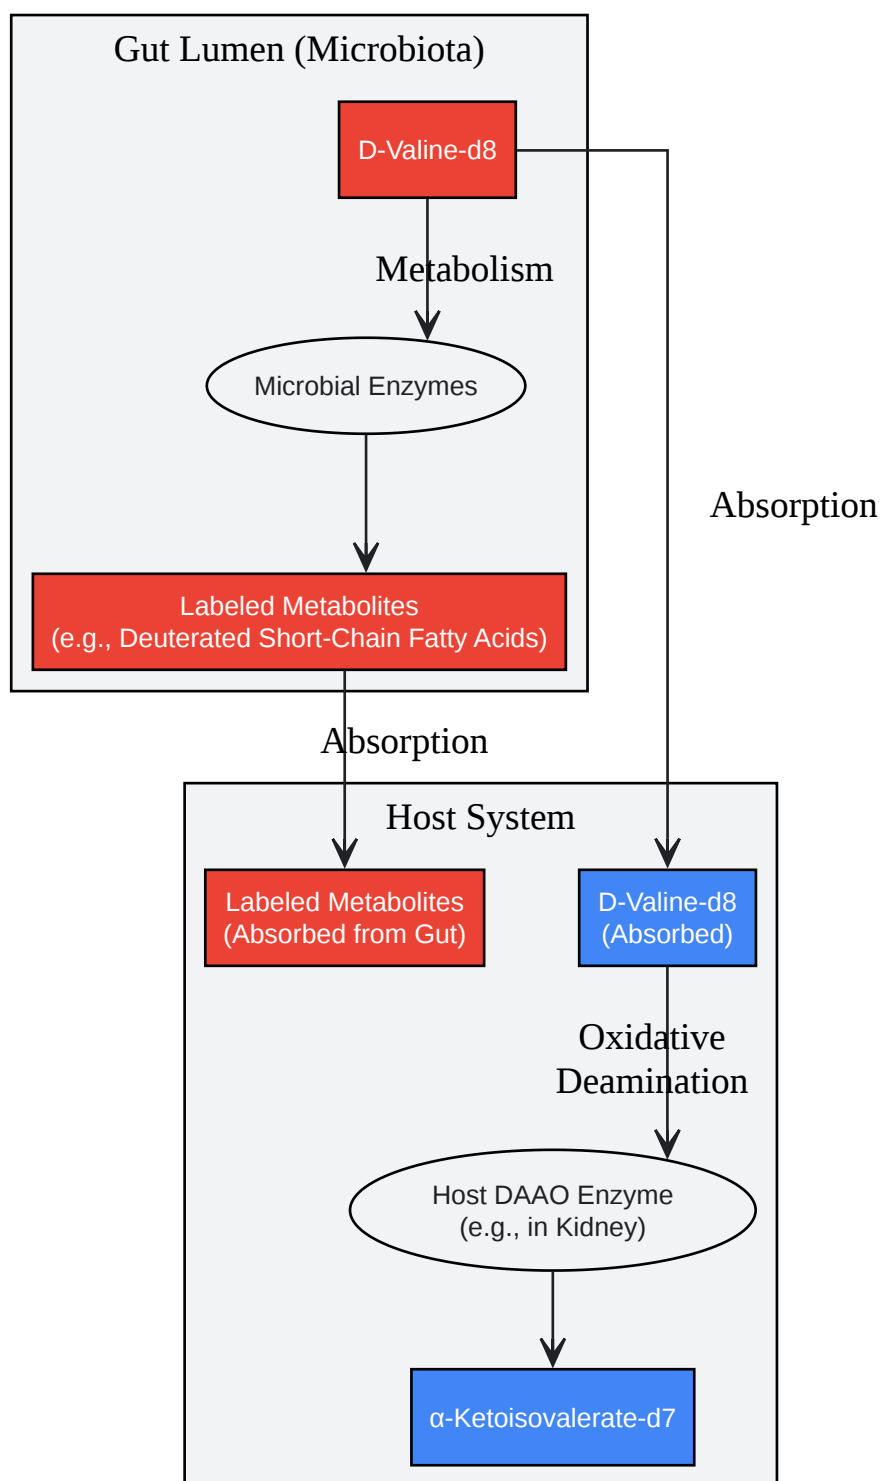 Gut Lumen (Microbiota)
D-Valine-d8
Metabolism
Microbial Enzymes
Absorption
Labeled Metabolites
(e.g., Deuterated Short-Chain Fatty Acids)
Absorption
Host System
Labeled Metabolites
(Absorbed from Gut)
D-Valine-d8
(Absorbed)
Oxidative
Deamination
Host DAAO Enzyme
(e.g., in Kidney)
α-Ketoisovalerate-d7